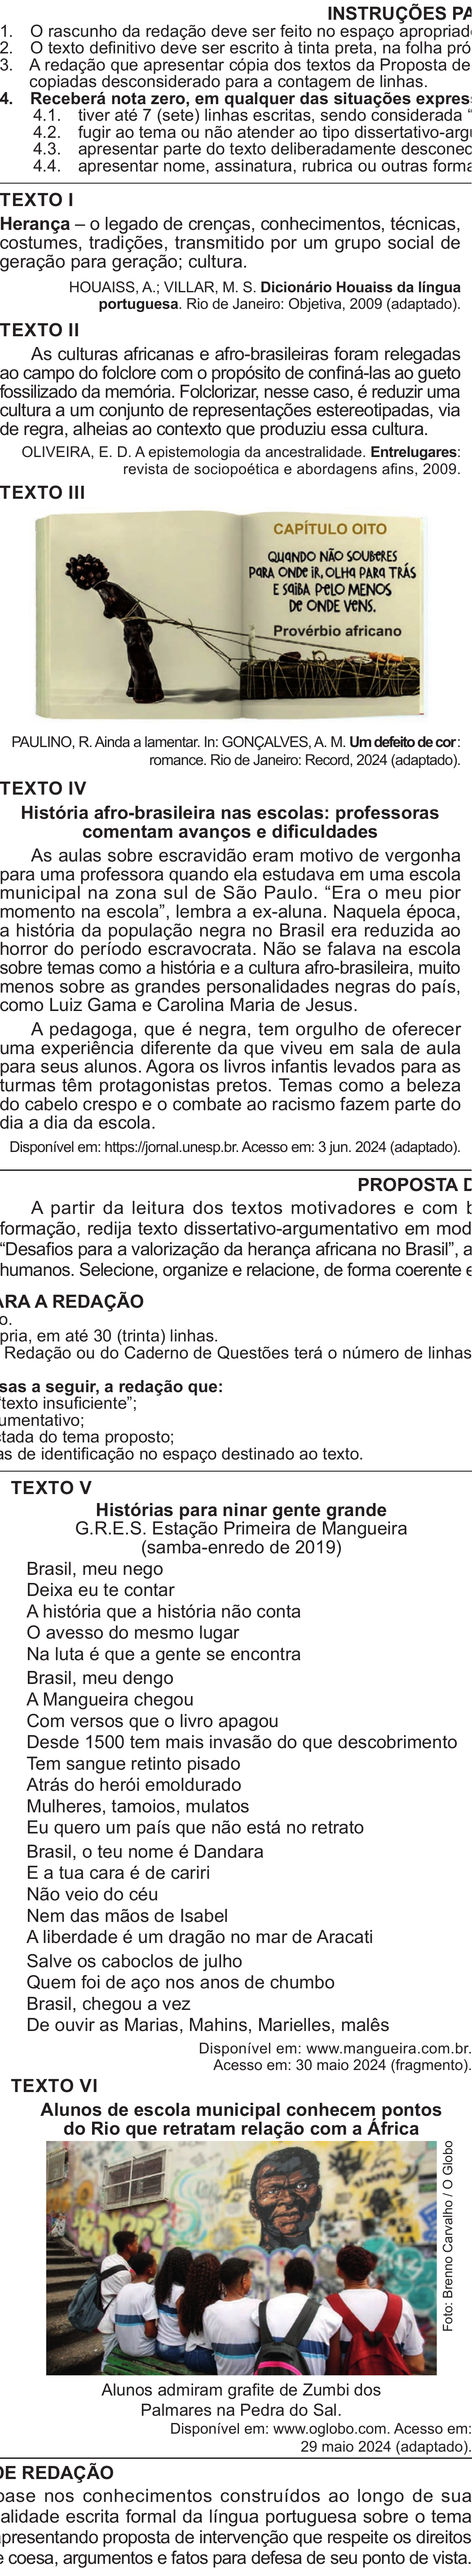 INSTRUÇÕES PA
1. O rascunho da redação deve ser feito no espaço apropriad
2. O texto definitivo deve ser escrito à tinta preta, na folha pró
3. A redação que apresentar cópia dos textos da Proposta de
copiadas desconsiderado para a contagem de linhas.
4. Receberá nota zero, em qualquer das situações expres
4.1. tiver até 7 (sete) linhas escritas, sendo considerada “
4.2. fugir ao tema ou não atender ao tipo dissertativo-arg
4.3. apresentar parte do texto deliberadamente desconec
4.4. apresentar nome, assinatura, rubrica ou outras forma
TEXTO I
Herança – o legado de crenças, conhecimentos, técnicas,
costumes, tradições, transmitido por um grupo social de
geração para geração; cultura.
HOUAISS, A.; VILLAR, M. S. Dicionário Houaiss da língua
portuguesa. Rio de Janeiro: Objetiva, 2009 (adaptado).
TEXTO II
As culturas africanas e afro-brasileiras foram relegadas
ao campo do folclore com o propósito de confiná-las ao gueto
fossilizado da memória. Folclorizar, nesse caso, é reduzir uma
cultura a um conjunto de representações estereotipadas, via
de regra, alheias ao contexto que produziu essa cultura.
OLIVEIRA, E. D. A epistemologia da ancestralidade. Entrelugares:
revista de sociopoética e abordagens afins, 2009.
TEXTO III
CAPÍTULO OITO
QUANDO NÃO SOUBERES
PARA ONDE IR, OLHA PARA TRÁS
E SAIBA PELO MENOS
DE ONDE VENS.
Provérbio africano
PAULINO, R. Ainda a lamentar. In: GONÇALVES, A. M. Um defeito de cor:
romance. Rio de Janeiro: Record, 2024 (adaptado).
TEXTO IV
História afro-brasileira nas escolas: professoras
comentam avanços e dificuldades
As aulas sobre escravidão eram motivo de vergonha
para uma professora quando ela estudava em uma escola
municipal na zona sul de São Paulo. “Era o meu pior
momento na escola”, lembra a ex-aluna. Naquela época,
a história da população negra no Brasil era reduzida ao
horror do período escravocrata. Não se falava na escola
sobre temas como a história e a cultura afro-brasileira, muito
menos sobre as grandes personalidades negras do país,
como Luiz Gama e Carolina Maria de Jesus.
A pedagoga, que é negra, tem orgulho de oferecer
uma experiência diferente da que viveu em sala de aula
para seus alunos. Agora os livros infantis levados para as
turmas têm protagonistas pretos. Temas como a beleza
do cabelo crespo e o combate ao racismo fazem parte do
dia a dia da escola.
Disponível em: https://jornal.unesp.br. Acesso em: 3 jun. 2024 (adaptado).
PROPOSTA D
A partir da leitura dos textos motivadores e com b
formação, redija texto dissertativo-argumentativo em mod
“Desafios para a valorização da herança africana no Brasil”, a
humanos. Selecione, organize e relacione, de forma coerente e
ARA A REDAÇÃO
o.
pria, em até 30 (trinta) linhas.
Redação ou do Caderno de Questões terá o número de linhas
sas a seguir, a redação que:
“texto insuficiente”;
umentativo;
ctada do tema proposto;
as de identificação no espaço destinado ao texto.
TEXTO V
Histórias para ninar gente grande
G.R.E.S. Estação Primeira de Mangueira
(samba-enredo de 2019)
Brasil, meu nego
Deixa eu te contar
A história que a história não conta
O avesso do mesmo lugar
Na luta é que a gente se encontra
Brasil, meu dengo
A Mangueira chegou
Com versos que o livro apagou
Desde 1500 tem mais invasão do que descobrimento
Tem sangue retinto pisado
Atrás do herói emoldurado
Mulheres, tamoios, mulatos
Eu quero um país que não está no retrato
Brasil, o teu nome é Dandara
E a tua cara é de cariri
Não veio do céu
Nem das mãos de Isabel
A liberdade é um dragão no mar de Aracati
Salve os caboclos de julho
Quem foi de aço nos anos de chumbo
Brasil, chegou a vez
De ouvir as Marias, Mahins, Marielles, malês
Disponível em: www.mangueira.com.br.
Acesso em: 30 maio 2024 (fragmento).
TEXTO VI
Alunos de escola municipal conhecem pontos
do Rio que retratam relação com a África
Foto: Brenno Carvalho / O Globo
Alunos admiram grafite de Zumbi dos
Palmares na Pedra do Sal.
Disponível em: www.oglobo.com. Acesso em:
29 maio 2024 (adaptado).
DE REDAÇÃO
base nos conhecimentos construídos ao longo de sua
alidade escrita formal da língua portuguesa sobre o tema
apresentando proposta de intervenção que respeite os direitos
e coesa, argumentos e fatos para defesa de seu ponto de vista.